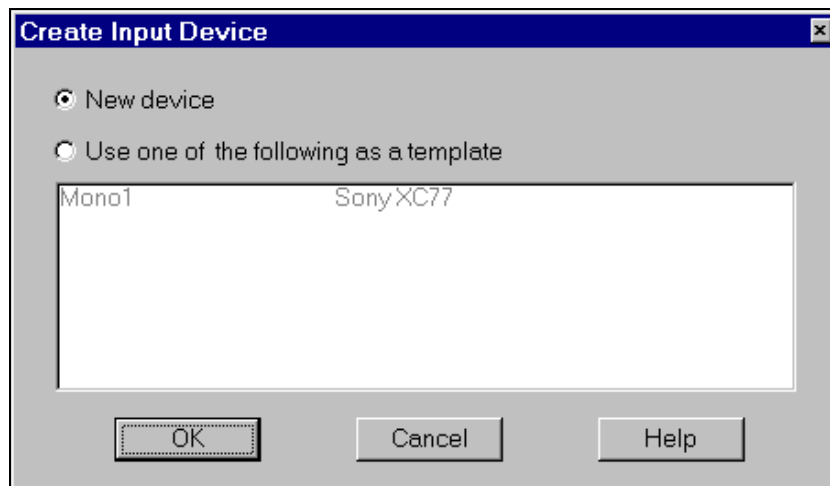 Create Input Device
New device
Use one of the following as a template
Mono1 Sony XC77
OK Cancel Help